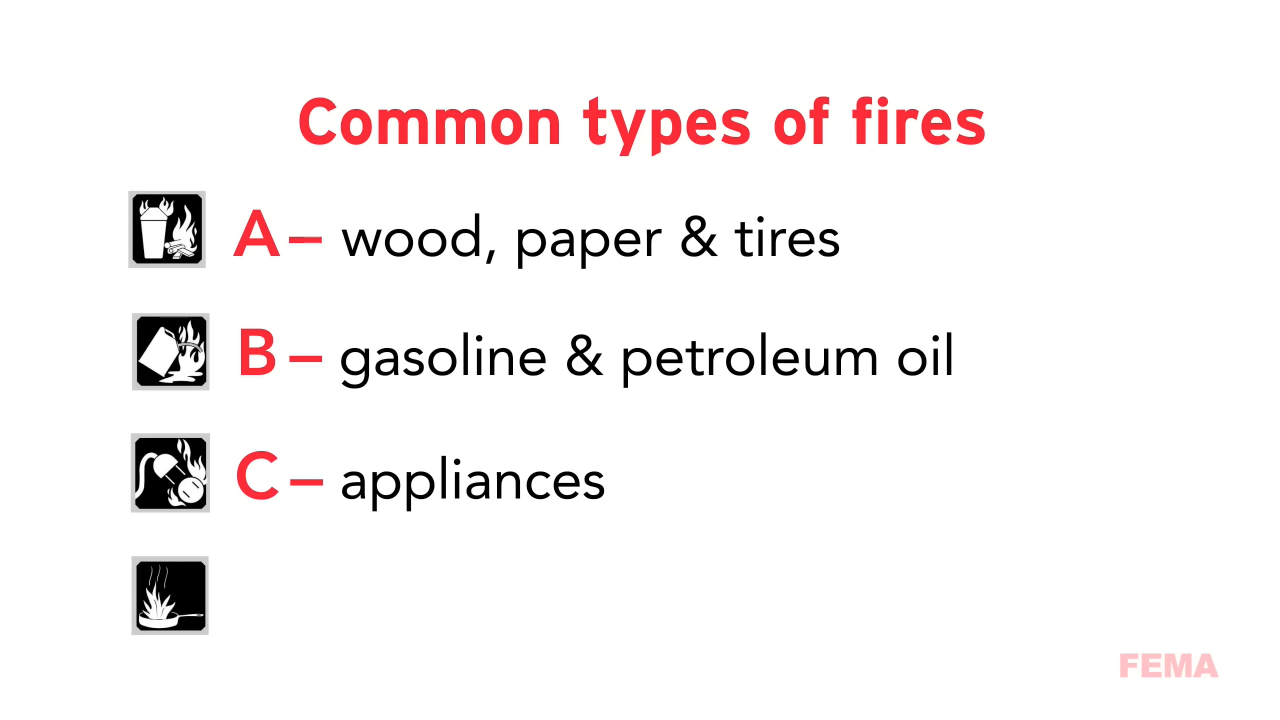 Common types of fires
A – wood, paper & tires
B – gasoline & petroleum oil
C – appliances
FEMA